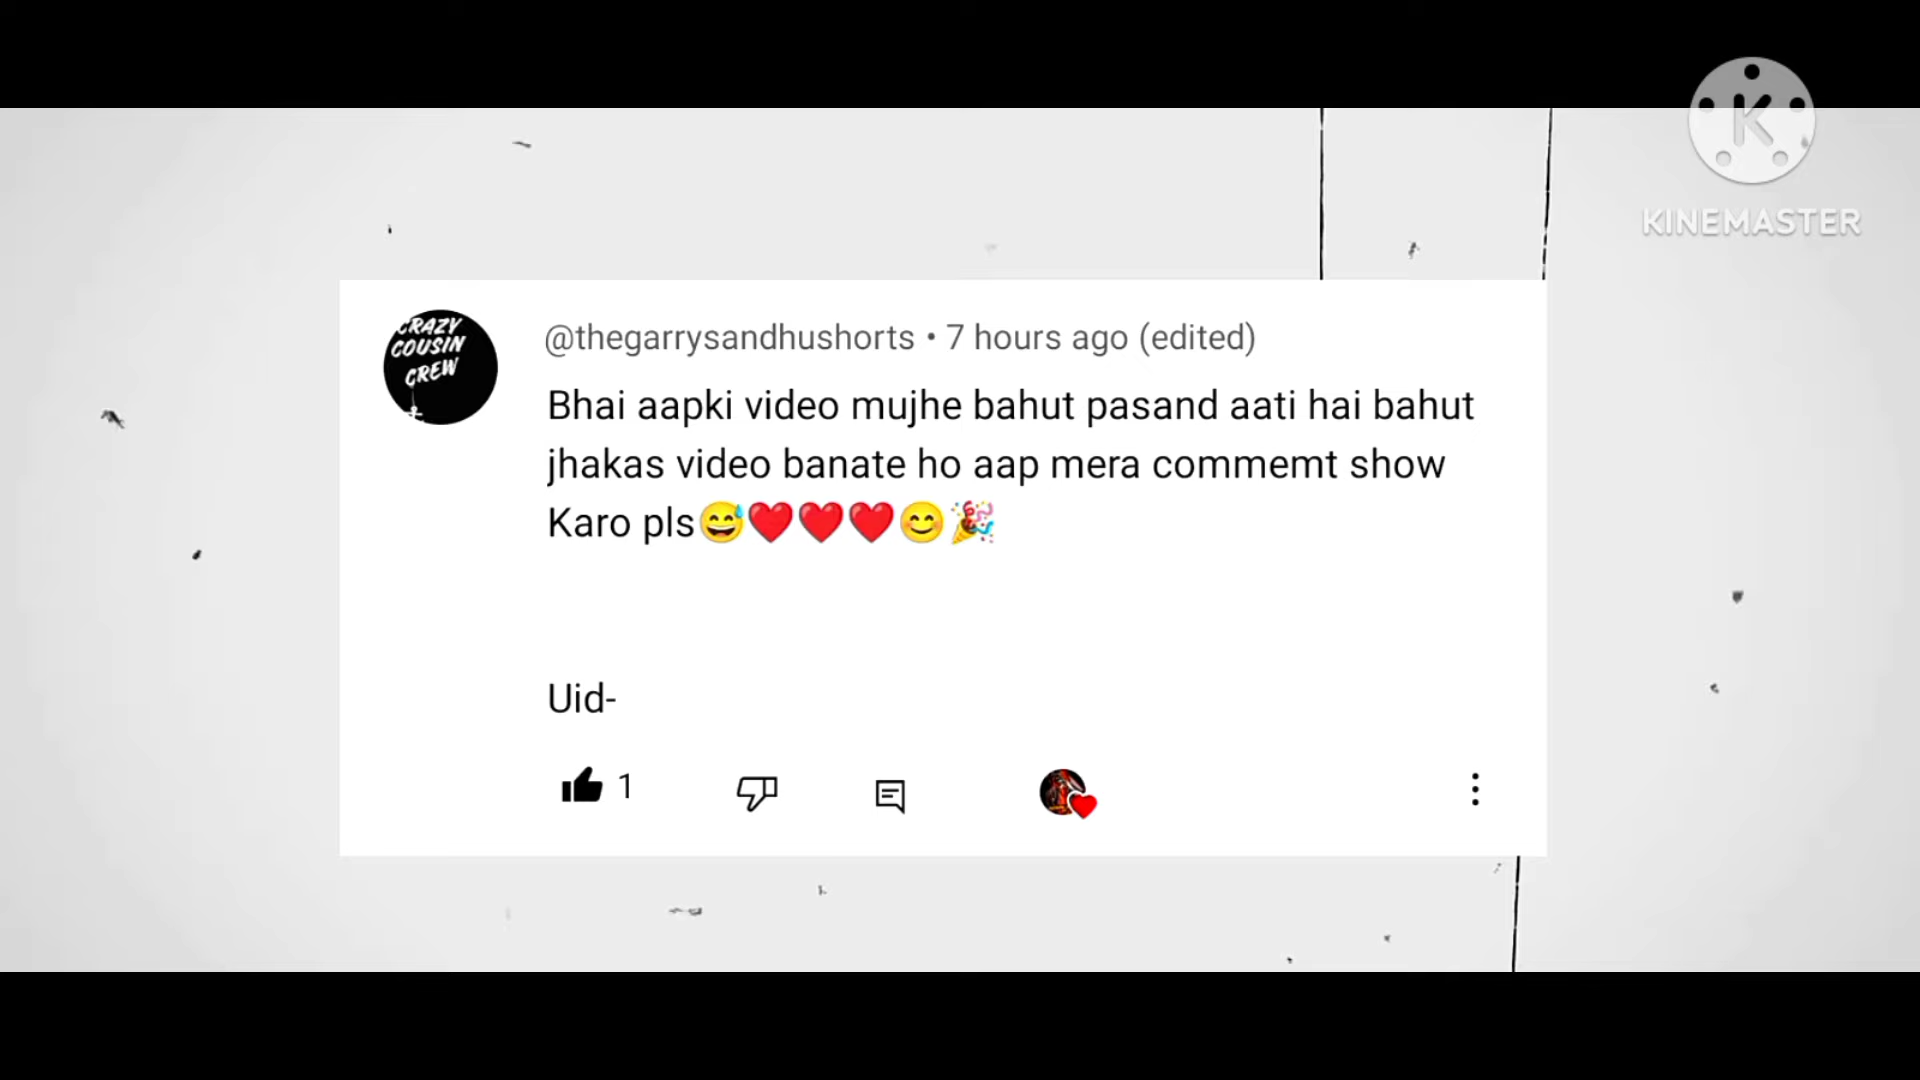 K
KINEMASTER
CRAZY
COUSIN
CREW
@thegarrysandhushorts • 7 hours ago (edited)
Bhai aapki video mujhe bahut pasand aati hai bahut
jhakas video banate ho aap mera commemt show
Karo pls😅❤️❤️❤️😊🎉
Uid-
1